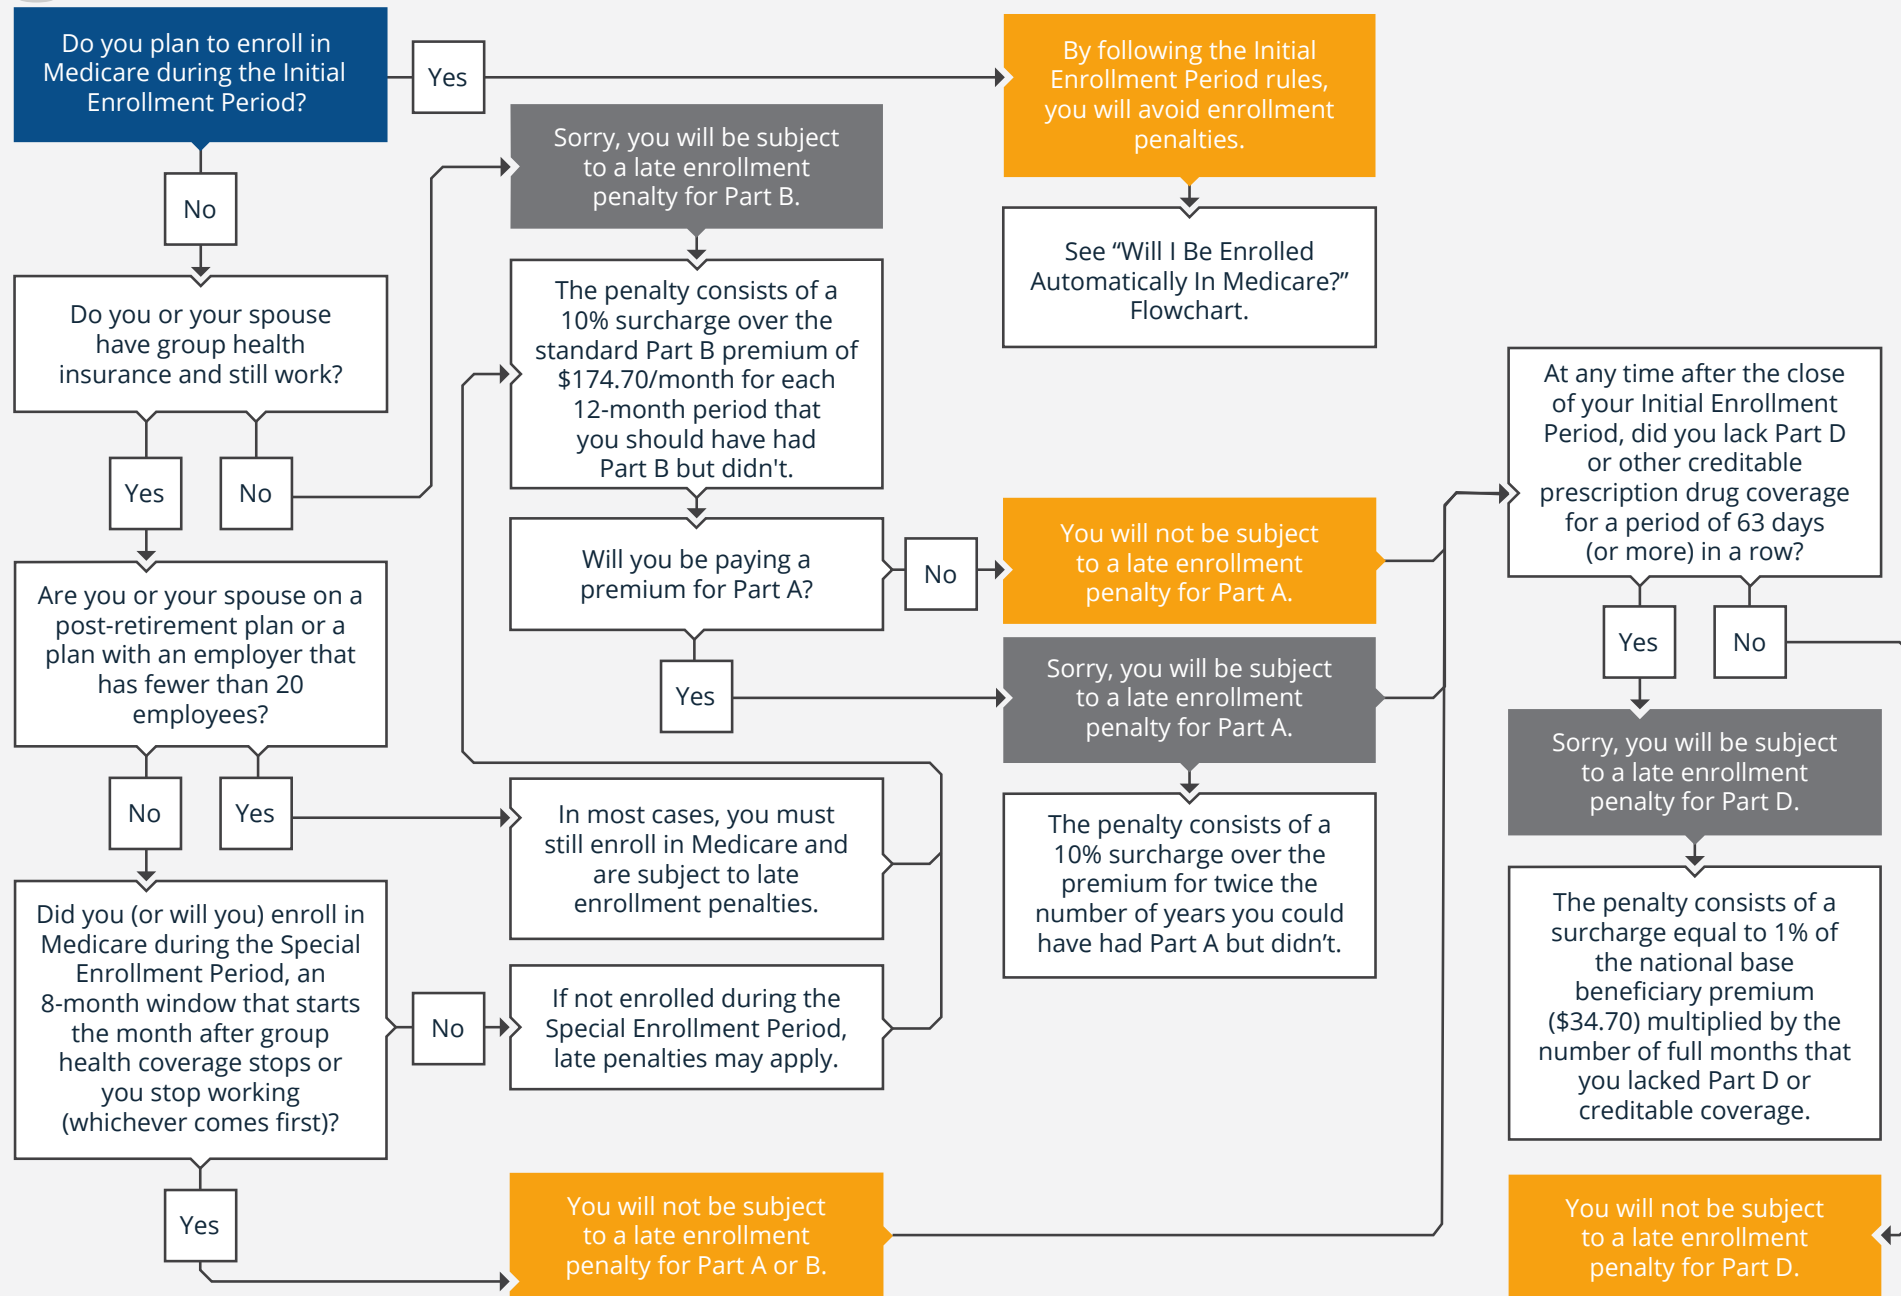 Do you plan to enroll in
Medicare during the Initial
Enrollment Period?
Yes
By following the Initial
Enrollment Period rules,
you will avoid enrollment
penalties.
See “Will I Be Enrolled
Automatically In Medicare?”
Flowchart.
No
Do you or your spouse
have group health
insurance and still work?
Yes
No
Sorry, you will be subject
to a late enrollment
penalty for Part B.
The penalty consists of a
10% surcharge over the
standard Part B premium of
$174.70/month for each
12-month period that
you should have had
Part B but didn't.
Will you be paying a
premium for Part A?
No
You will not be subject
to a late enrollment
penalty for Part A.
Yes
Sorry, you will be subject
to a late enrollment
penalty for Part A.
The penalty consists of a
10% surcharge over the
premium for twice the
number of years you could
have had Part A but didn’t.
Are you or your spouse on a
post-retirement plan or a
plan with an employer that
has fewer than 20
employees?
No
Yes
In most cases, you must
still enroll in Medicare and
are subject to late
enrollment penalties.
Did you (or will you) enroll in
Medicare during the Special
Enrollment Period, an
8-month window that starts
the month after group
health coverage stops or
you stop working
(whichever comes first)?
No
If not enrolled during the
Special Enrollment Period,
late penalties may apply.
Yes
You will not be subject
to a late enrollment
penalty for Part A or B.
At any time after the close
of your Initial Enrollment
Period, did you lack Part D
or other creditable
prescription drug coverage
for a period of 63 days
(or more) in a row?
Yes
No
Sorry, you will be subject
to a late enrollment
penalty for Part D.
The penalty consists of a
surcharge equal to 1% of
the national base
beneficiary premium
($34.70) multiplied by the
number of full months that
you lacked Part D or
creditable coverage.
You will not be subject
to a late enrollment
penalty for Part D.